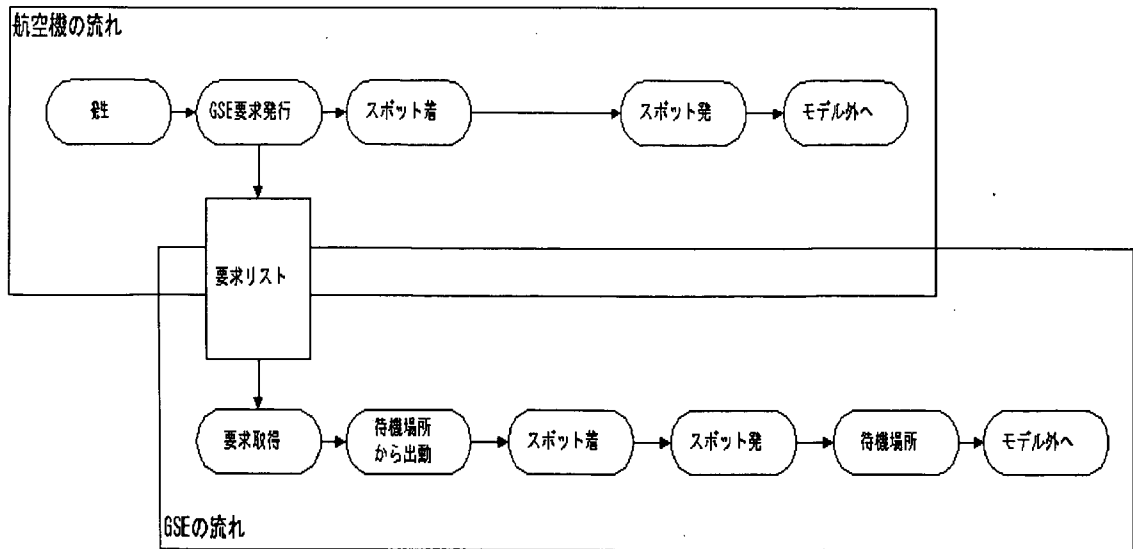 航空機の流れ
発生
GSE要求発行
スポット着
スポット発
モデル外へ
要求リスト
要求取得
待機場所
から出動
スポット着
スポット発
待機場所
モデル外へ
GSEの流れ